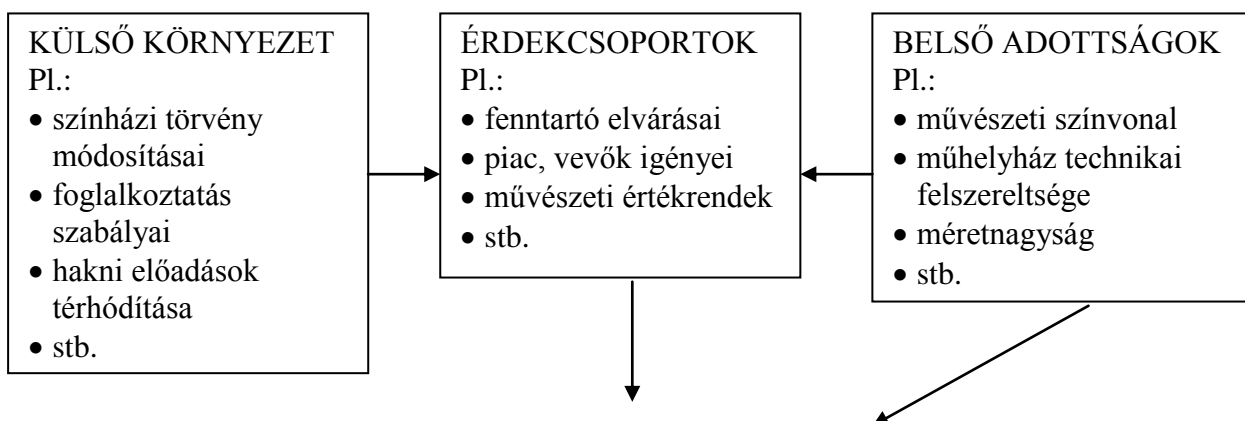 KÜLSŐ KÖRNYEZET
Pl.:
• színházi törvény
módosításai
• foglalkoztatás
szabályai
• hakni előadások
térhódítása
• stb.
ÉRDEKCSOPORTOK
Pl.:
• fenntartó elvárásai
• piac, vevők igényei
• művészeti értékrendek
• stb.
BELSŐ ADOTTSÁGOK
Pl.:
• művészeti színvonal
• műhelyház technikai
felszereltsége
• méretnagyság
• stb.